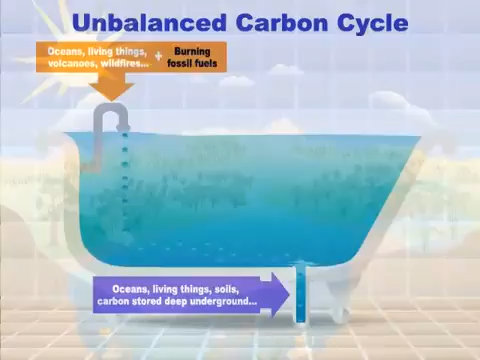 Unbalanced Carbon Cycle
Oceans, living things,
volcanoes, wildfires...
+
Burning
fossil fuels
Oceans, living things, soils,
carbon stored deep underground...